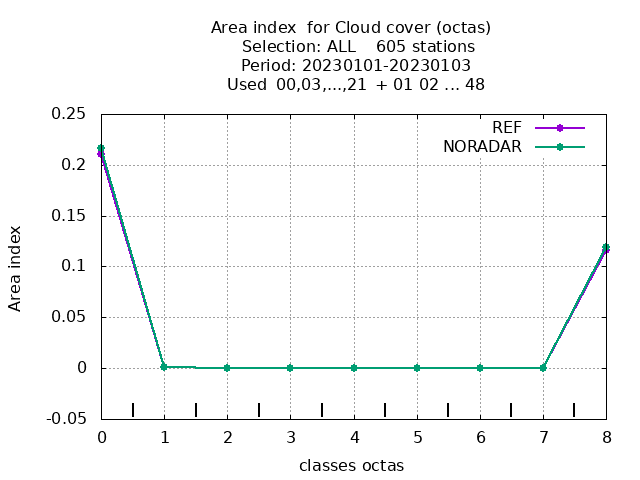 Area index  for Cloud cover (octas)
Selection: ALL    605 stations
Period: 20230101-20230103
Used  00,03,...,21  + 01 02 ... 48
REF
NORADAR
0.25
0.2
0.15
0.1
0.05
0
-0.05
Area index
0 1 2 3 4 5 6 7 8
classes octas